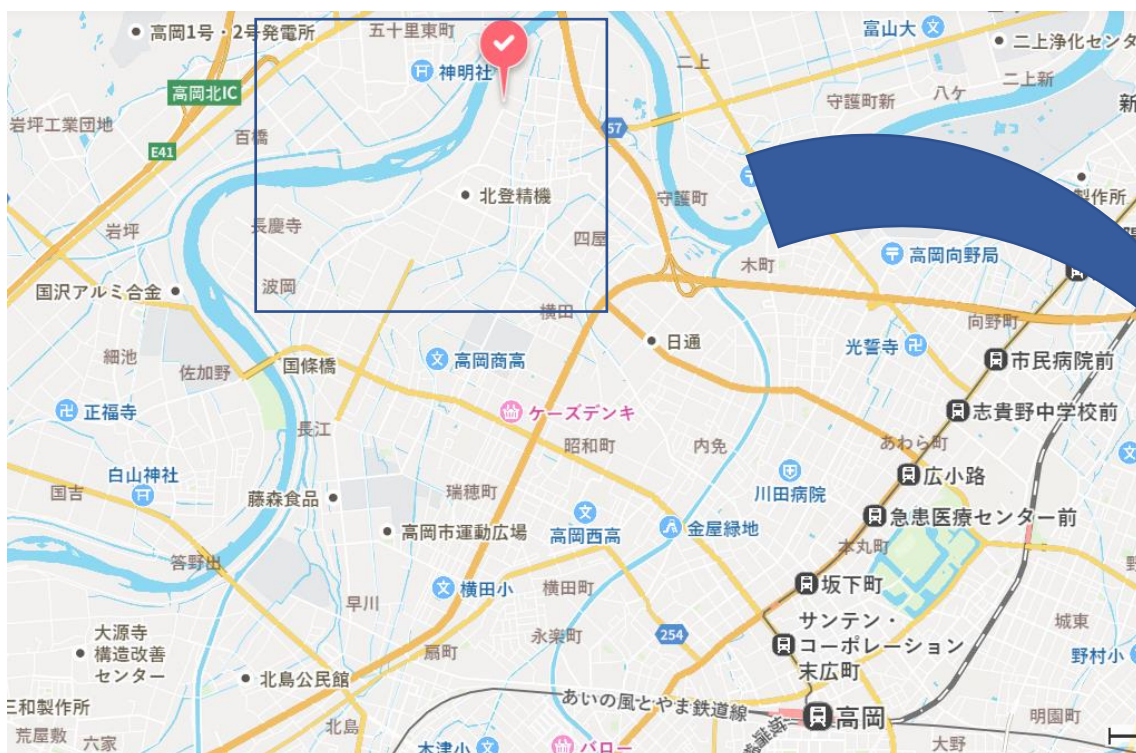 高岡1号・2号発電所
五十里東町
富山大
二上浄化センタ
神明社
二上
二上新
高岡北IC
守護町新
八ケ
新
岩坪工業団地
百橋
57
E41
北登精機
守護町
製作所
長慶寺
岩坪
四屋
木町
高岡向野局
国沢アルミ合金
波岡
横田
向野町
日通
光誓寺
細池
佐加野
国條橋
高岡商高
市民病院前
正福寺
ケーズデンキ
志貴野中学校前
長江
昭和町
内免
あわら町
白山神社
広小路
国吉
藤森食品
瑞穂町
川田病院
高岡市運動広場
高岡西高
金屋緑地
急患医療センター前
本丸町
答野出
早川
横田小
横田町
坂下町
大源寺
構造改善
センター
永楽町
254
サンテン・
コーポレーション
末広町
城東
扇町
野村小
北島公民館
三和製作所
あいの風とやま鉄道線
高岡
明園町
荒屋敷
六家
北島
木津小
バロー
大野